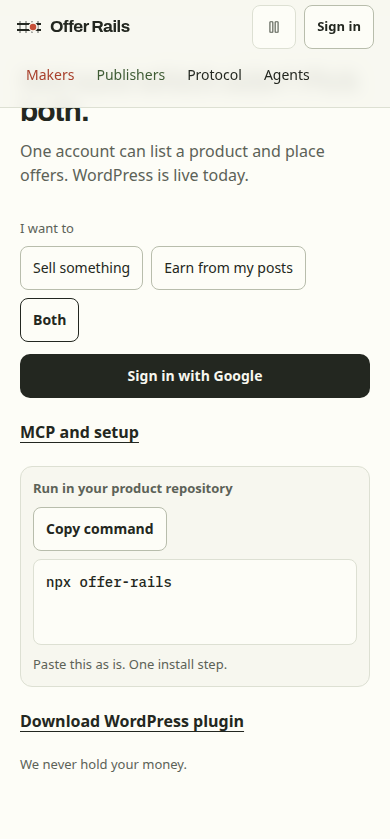 Offer Rails
Sign in
Makers Publishers Protocol Agents
both.
One account can list a product and place
offers. WordPress is live today.
I want to
Sell something Earn from my posts
Both
Sign in with Google
MCP and setup
Run in your product repository
Copy command
npx offer-rails
Paste this as is. One install step.
Download WordPress plugin
We never hold your money.